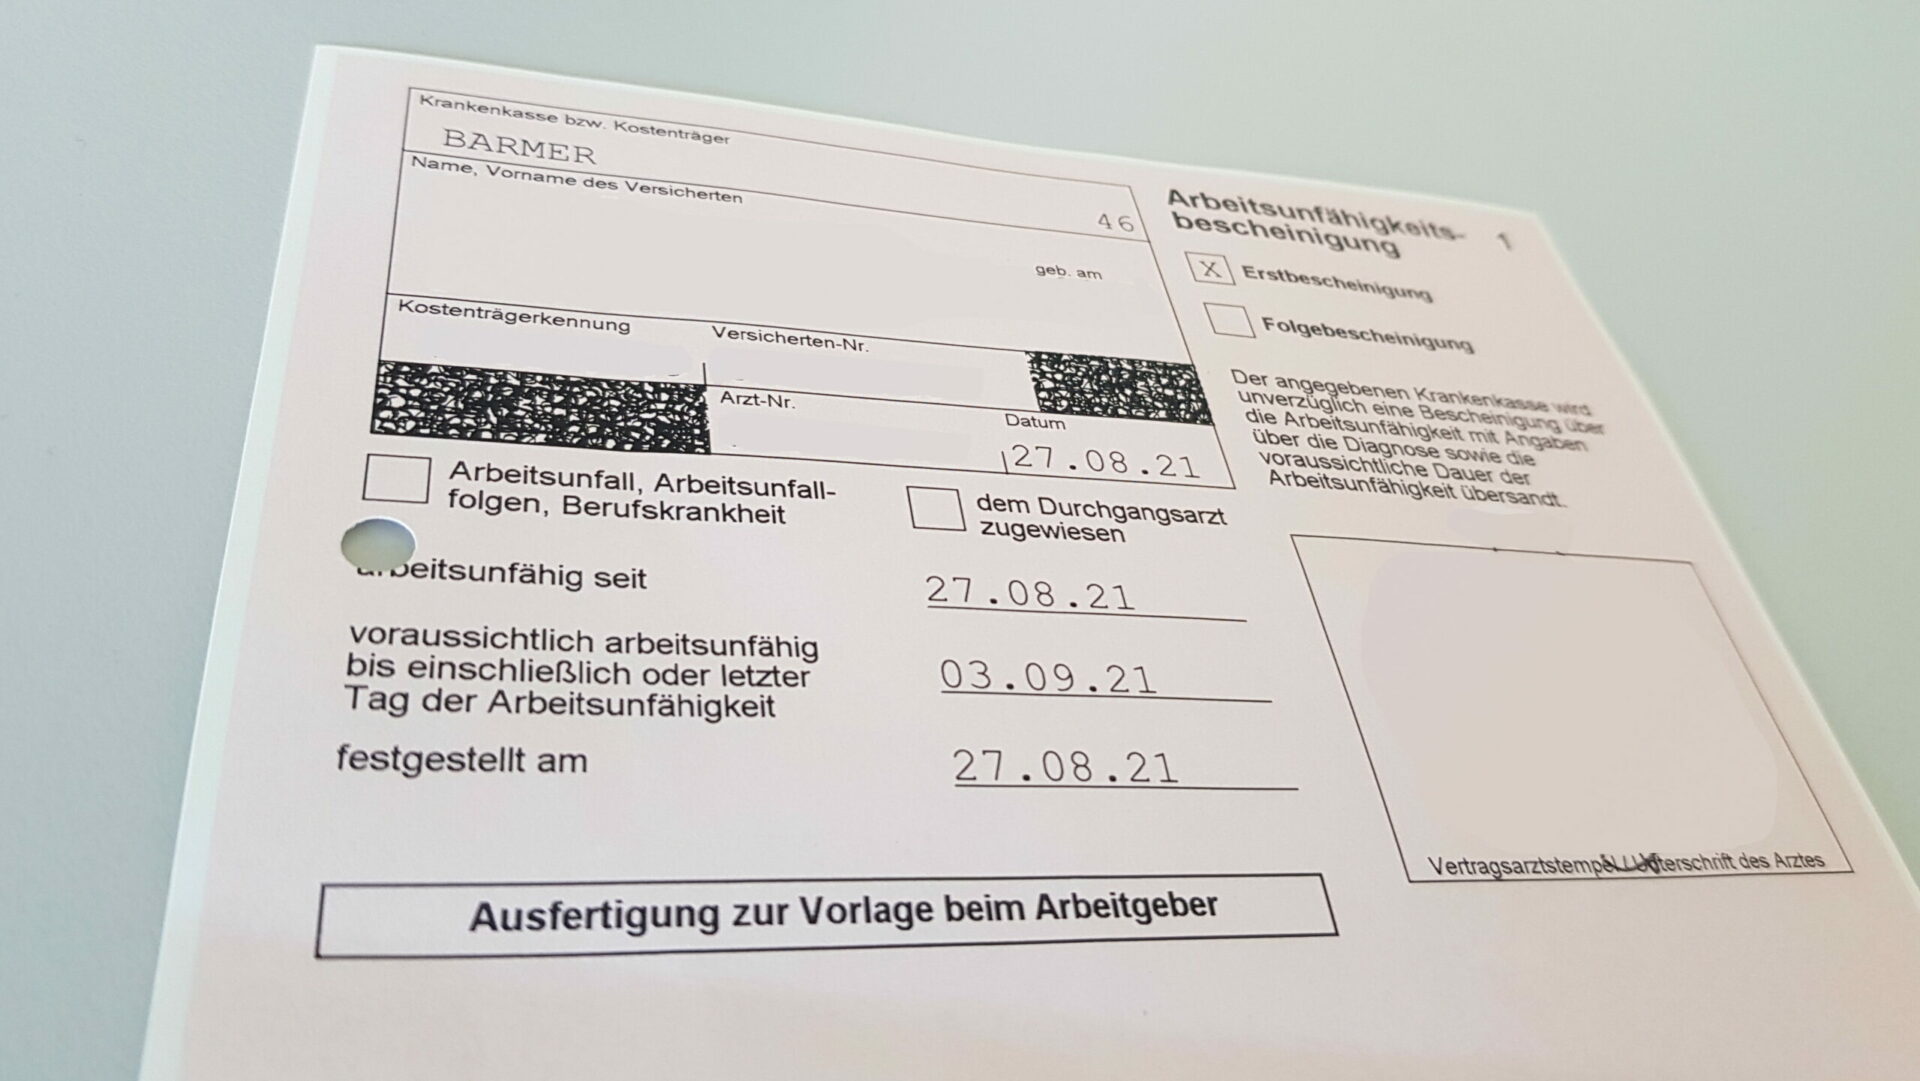 Krankenkasse bzw. Kostenträger
BARMER
Name, Vorname des Versicherten
46
geb. am
Kostenträgerkennung
Versicherten-Nr.
Arzt-Nr.
Datum
27.08.21
Arbeitsunfähigkeits-
bescheinigung
1
X Erstbescheinigung
Folgebescheinigung
Der angegebenen Krankenkasse wird
unverzüglich eine Bescheinigung über
die Arbeitsunfähigkeit mit Angaben
über die Diagnose sowie die
voraussichtliche Dauer der
Arbeitsunfähigkeit übersandt.
Arbeitsunfall, Arbeitsunfall-
folgen, Berufskrankheit
dem Durchgangsarzt
zugewiesen
arbeitsunfähig seit
27.08.21
voraussichtlich arbeitsunfähig
bis einschließlich oder letzter
Tag der Arbeitsunfähigkeit
03.09.21
festgestellt am
27.08.21
Vertragsarztstempel / Unterschrift des Arztes
Ausfertigung zur Vorlage beim Arbeitgeber